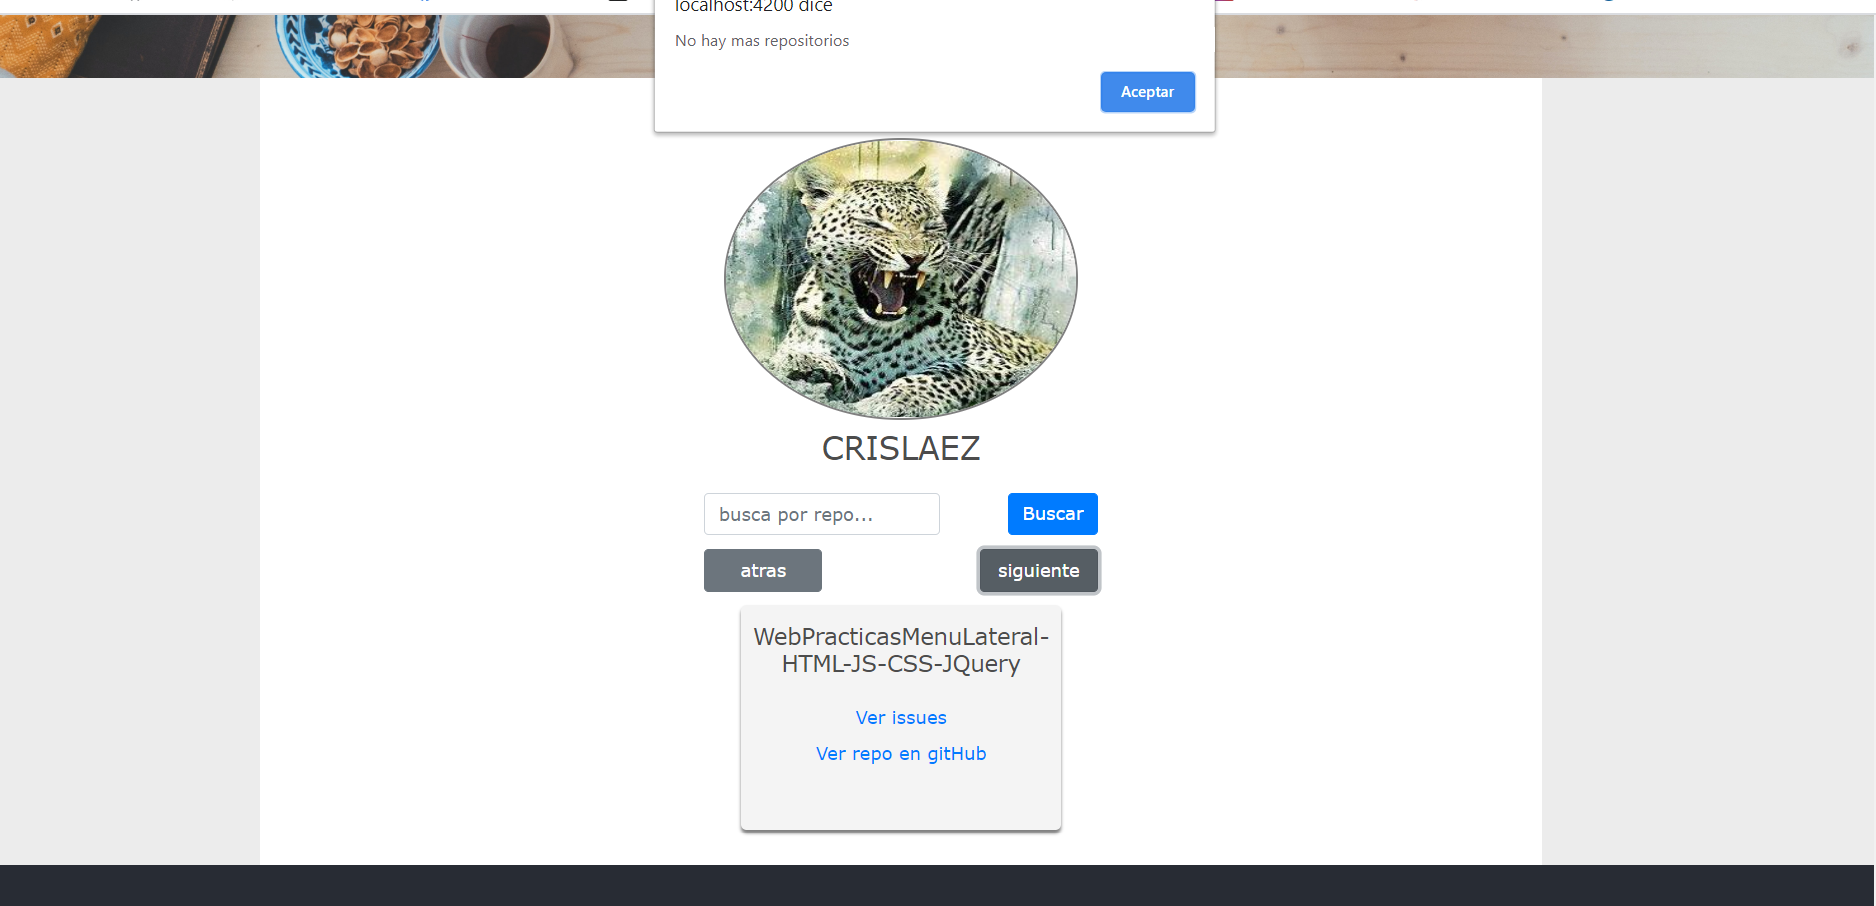 localhost:4200 dice
No hay mas repositorios
Aceptar
CRISLAEZ
busca por repo...
Buscar
atras
siguiente
WebPracticasMenuLateral-
HTML-JS-CSS-JQuery
Ver issues
Ver repo en gitHub